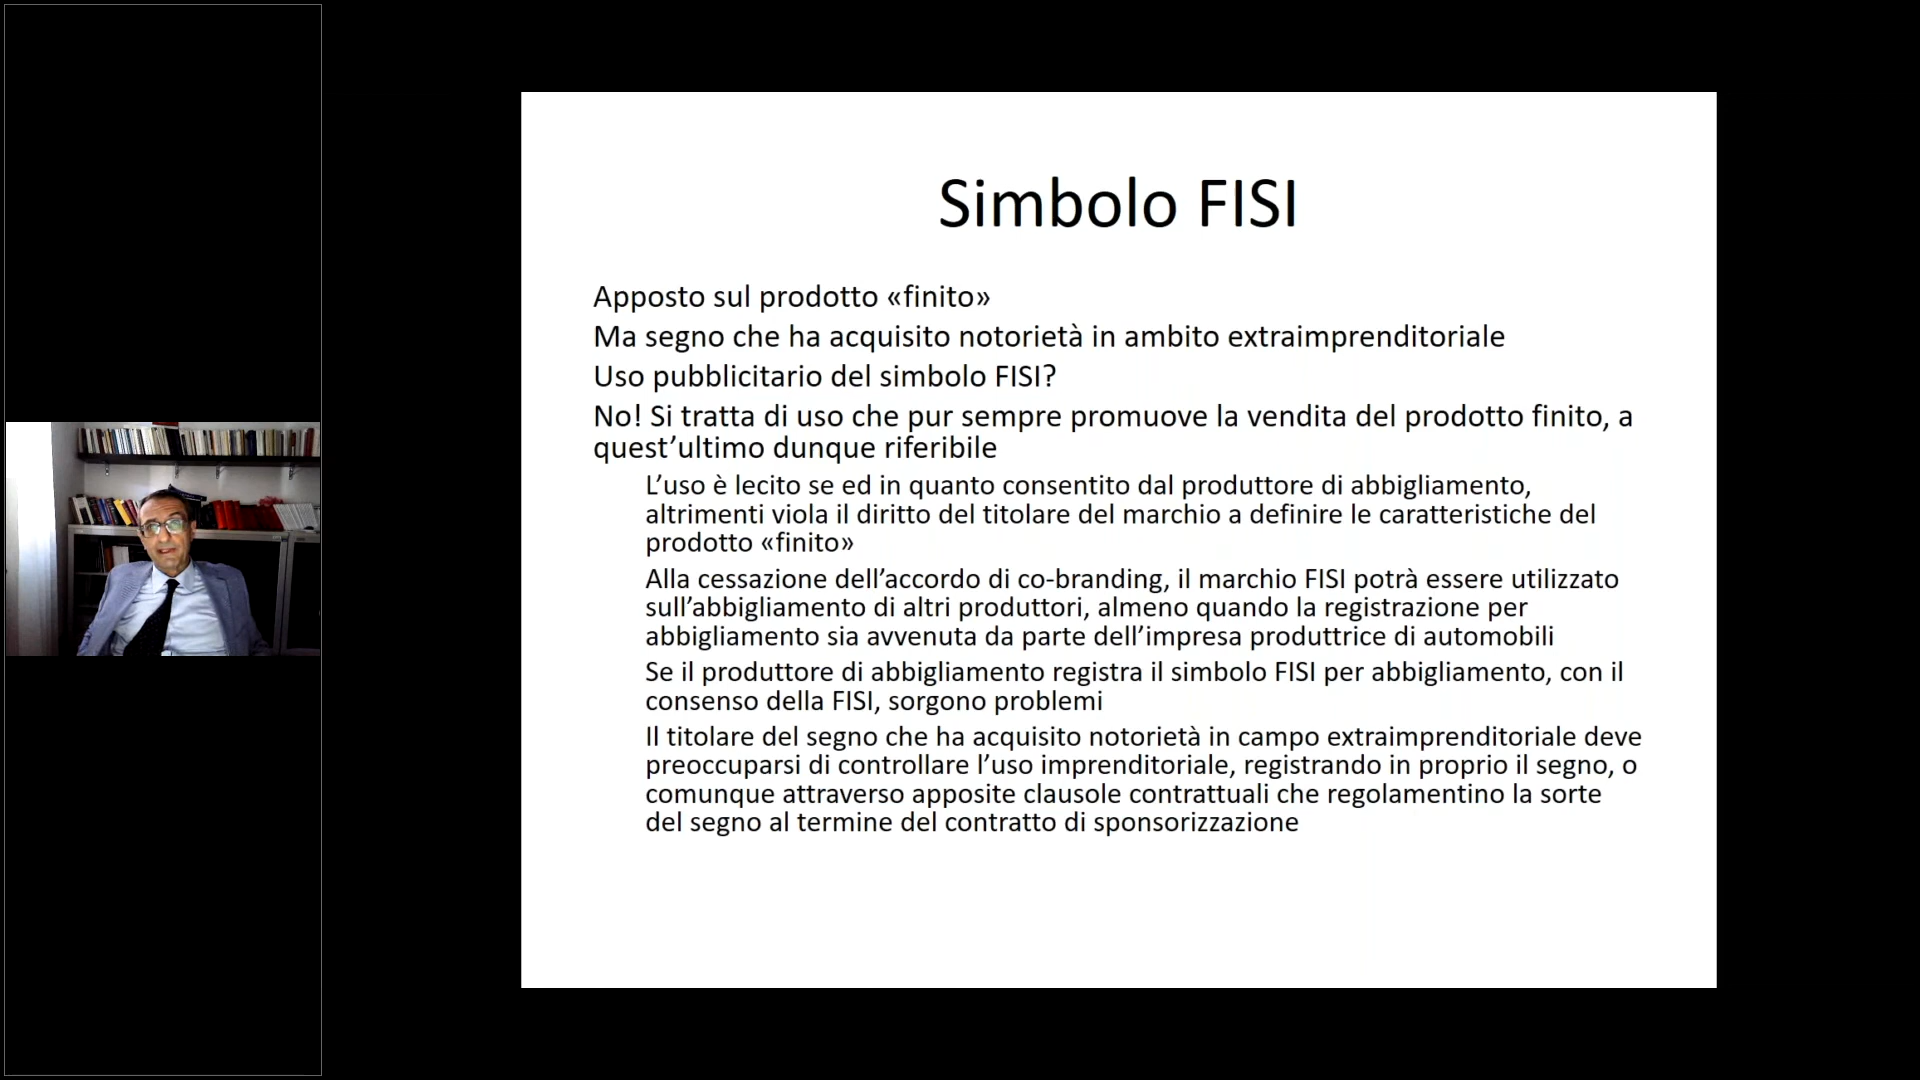 Simbolo FISI
Apposto sul prodotto «finito»
Ma segno che ha acquisito notorietà in ambito extraimprenditoriale
Uso pubblicitario del simbolo FISI?
No! Si tratta di uso che pur sempre promuove la vendita del prodotto finito, a
quest’ultimo dunque riferibile
L’uso è lecito se ed in quanto consentito dal produttore di abbigliamento,
altrimenti viola il diritto del titolare del marchio a definire le caratteristiche del
prodotto «finito»
Alla cessazione dell’accordo di co-branding, il marchio FISI potrà essere utilizzato
sull’abbigliamento di altri produttori, almeno quando la registrazione per
abbigliamento sia avvenuta da parte dell’impresa produttrice di automobili
Se il produttore di abbigliamento registra il simbolo FISI per abbigliamento, con il
consenso della FISI, sorgono problemi
Il titolare del segno che ha acquisito notorietà in campo extraimprenditoriale deve
preoccuparsi di controllare l’uso imprenditoriale, registrando in proprio il segno, o
comunque attraverso apposite clausole contrattuali che regolamentino la sorte
del segno al termine del contratto di sponsorizzazione